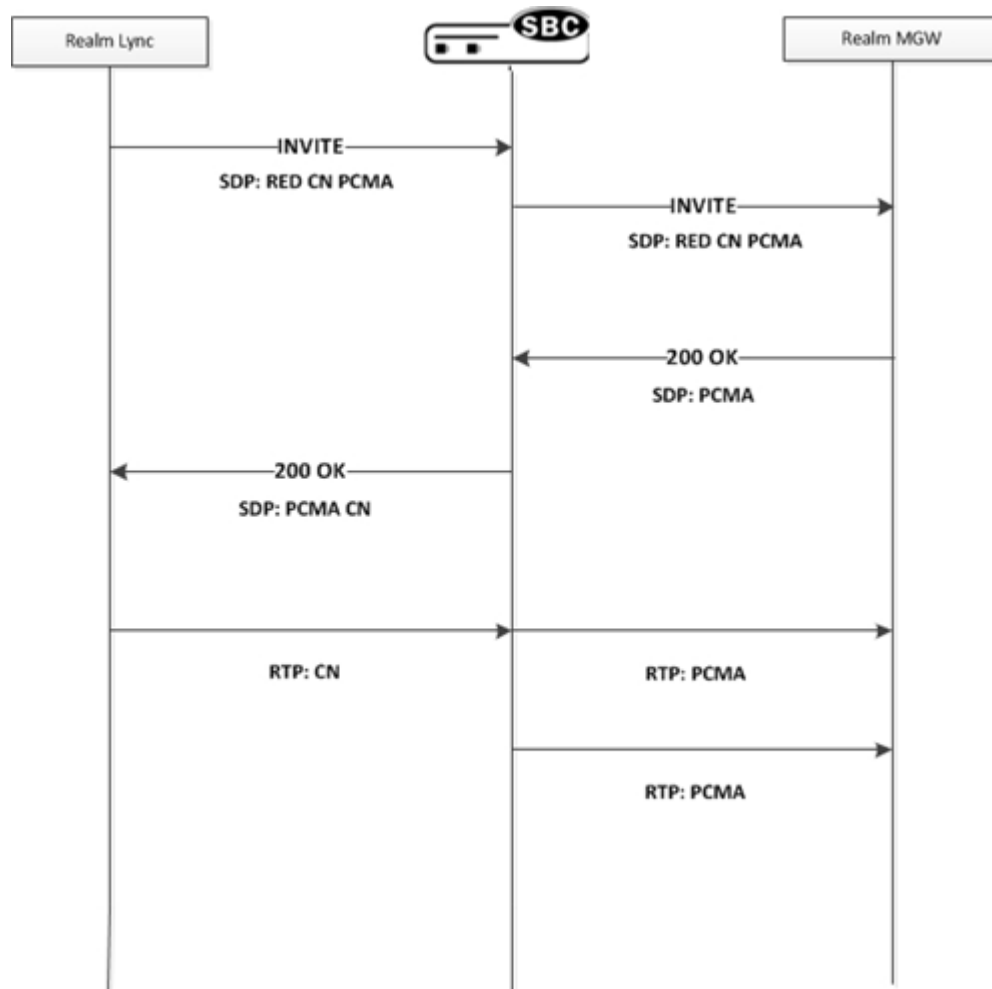 Realm Lync
SBC
Realm MGW
INVITE
SDP: RED CN PCMA
INVITE
SDP: RED CN PCMA
200 OK
SDP: PCMA
200 OK
SDP: PCMA CN
RTP: CN
RTP: PCMA
RTP: PCMA